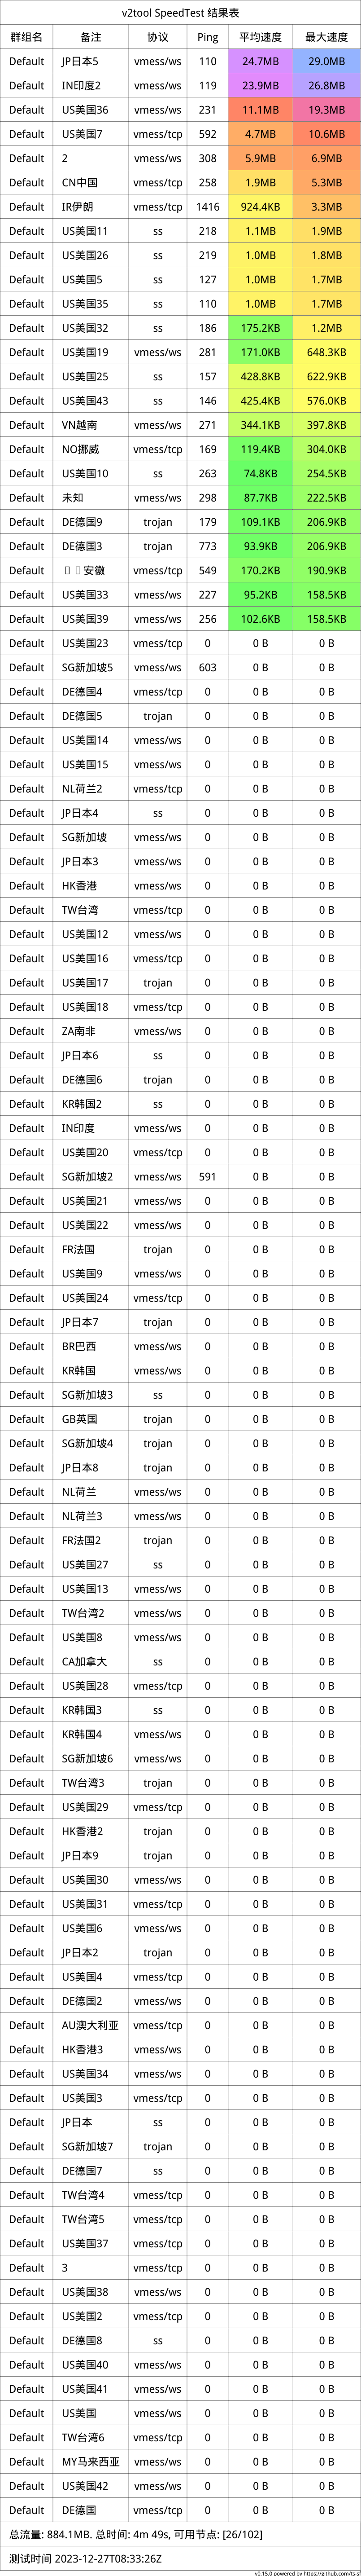 v2tool SpeedTest 结果表
群组名 备注 协议 Ping 平均速度 最大速度
Default JP日本5 vmess/ws 110 24.7MB 29.0MB
Default IN印度2 vmess/ws 119 23.9MB 26.8MB
Default US美国36 vmess/ws 231 11.1MB 19.3MB
Default US美国7 vmess/tcp 592 4.7MB 10.6MB
Default 2 vmess/ws 308 5.9MB 6.9MB
Default CN中国 vmess/tcp 258 1.9MB 5.3MB
Default IR伊朗 vmess/tcp 1416 924.4KB 3.3MB
Default US美国11 ss 218 1.1MB 1.9MB
Default US美国26 ss 219 1.0MB 1.8MB
Default US美国5 ss 127 1.0MB 1.7MB
Default US美国35 ss 110 1.0MB 1.7MB
Default US美国32 ss 186 175.2KB 1.2MB
Default US美国19 vmess/ws 281 171.0KB 648.3KB
Default US美国25 ss 157 428.8KB 622.9KB
Default US美国43 ss 146 425.4KB 576.0KB
Default VN越南 vmess/ws 271 344.1KB 397.8KB
Default NO挪威 vmess/tcp 169 119.4KB 304.0KB
Default US美国10 ss 263 74.8KB 254.5KB
Default 未知 vmess/ws 298 87.7KB 222.5KB
Default DE德国9 trojan 179 109.1KB 206.9KB
Default DE德国3 trojan 773 93.9KB 206.9KB
Default 安徽 vmess/tcp 549 170.2KB 190.9KB
Default US美国33 vmess/ws 227 95.2KB 158.5KB
Default US美国39 vmess/ws 256 102.6KB 158.5KB
Default US美国23 vmess/tcp 0 0 B 0 B
Default SG新加坡5 vmess/ws 603 0 B 0 B
Default DE德国4 vmess/tcp 0 0 B 0 B
Default DE德国5 trojan 0 0 B 0 B
Default US美国14 vmess/ws 0 0 B 0 B
Default US美国15 vmess/ws 0 0 B 0 B
Default NL荷兰2 vmess/tcp 0 0 B 0 B
Default JP日本4 ss 0 0 B 0 B
Default SG新加坡 vmess/ws 0 0 B 0 B
Default JP日本3 vmess/ws 0 0 B 0 B
Default HK香港 vmess/ws 0 0 B 0 B
Default TW台湾 vmess/tcp 0 0 B 0 B
Default US美国12 vmess/ws 0 0 B 0 B
Default US美国16 vmess/tcp 0 0 B 0 B
Default US美国17 trojan 0 0 B 0 B
Default US美国18 vmess/tcp 0 0 B 0 B
Default ZA南非 vmess/ws 0 0 B 0 B
Default JP日本6 ss 0 0 B 0 B
Default DE德国6 trojan 0 0 B 0 B
Default KR韩国2 ss 0 0 B 0 B
Default IN印度 vmess/ws 0 0 B 0 B
Default US美国20 vmess/tcp 0 0 B 0 B
Default SG新加坡2 vmess/ws 591 0 B 0 B
Default US美国21 vmess/ws 0 0 B 0 B
Default US美国22 vmess/ws 0 0 B 0 B
Default FR法国 trojan 0 0 B 0 B
Default US美国9 vmess/ws 0 0 B 0 B
Default US美国24 vmess/tcp 0 0 B 0 B
Default JP日本7 trojan 0 0 B 0 B
Default BR巴西 vmess/ws 0 0 B 0 B
Default KR韩国 vmess/ws 0 0 B 0 B
Default SG新加坡3 ss 0 0 B 0 B
Default GB英国 trojan 0 0 B 0 B
Default SG新加坡4 trojan 0 0 B 0 B
Default JP日本8 trojan 0 0 B 0 B
Default NL荷兰 vmess/ws 0 0 B 0 B
Default NL荷兰3 vmess/ws 0 0 B 0 B
Default FR法国2 trojan 0 0 B 0 B
Default US美国27 ss 0 0 B 0 B
Default US美国13 vmess/ws 0 0 B 0 B
Default TW台湾2 vmess/ws 0 0 B 0 B
Default US美国8 vmess/ws 0 0 B 0 B
Default CA加拿大 ss 0 0 B 0 B
Default US美国28 vmess/tcp 0 0 B 0 B
Default KR韩国3 ss 0 0 B 0 B
Default KR韩国4 vmess/ws 0 0 B 0 B
Default SG新加坡6 vmess/ws 0 0 B 0 B
Default TW台湾3 trojan 0 0 B 0 B
Default US美国29 vmess/tcp 0 0 B 0 B
Default HK香港2 trojan 0 0 B 0 B
Default JP日本9 trojan 0 0 B 0 B
Default US美国30 vmess/ws 0 0 B 0 B
Default US美国31 vmess/tcp 0 0 B 0 B
Default US美国6 vmess/ws 0 0 B 0 B
Default JP日本2 trojan 0 0 B 0 B
Default US美国4 vmess/tcp 0 0 B 0 B
Default DE德国2 vmess/ws 0 0 B 0 B
Default AU澳大利亚 vmess/tcp 0 0 B 0 B
Default HK香港3 vmess/ws 0 0 B 0 B
Default US美国34 vmess/ws 0 0 B 0 B
Default US美国3 vmess/tcp 0 0 B 0 B
Default JP日本 ss 0 0 B 0 B
Default SG新加坡7 trojan 0 0 B 0 B
Default DE德国7 ss 0 0 B 0 B
Default TW台湾4 vmess/tcp 0 0 B 0 B
Default TW台湾5 vmess/tcp 0 0 B 0 B
Default US美国37 vmess/tcp 0 0 B 0 B
Default 3 vmess/tcp 0 0 B 0 B
Default US美国38 vmess/ws 0 0 B 0 B
Default US美国2 vmess/tcp 0 0 B 0 B
Default DE德国8 ss 0 0 B 0 B
Default US美国40 vmess/ws 0 0 B 0 B
Default US美国41 vmess/ws 0 0 B 0 B
Default US美国 vmess/ws 0 0 B 0 B
Default TW台湾6 vmess/tcp 0 0 B 0 B
Default MY马来西亚 vmess/ws 0 0 B 0 B
Default US美国42 vmess/ws 0 0 B 0 B
Default DE德国 vmess/tcp 0 0 B 0 B
总流量: 884.1MB. 总时间: 4m 49s, 可用节点: [26/102]
测试时间 2023-12-27T08:33:26Z